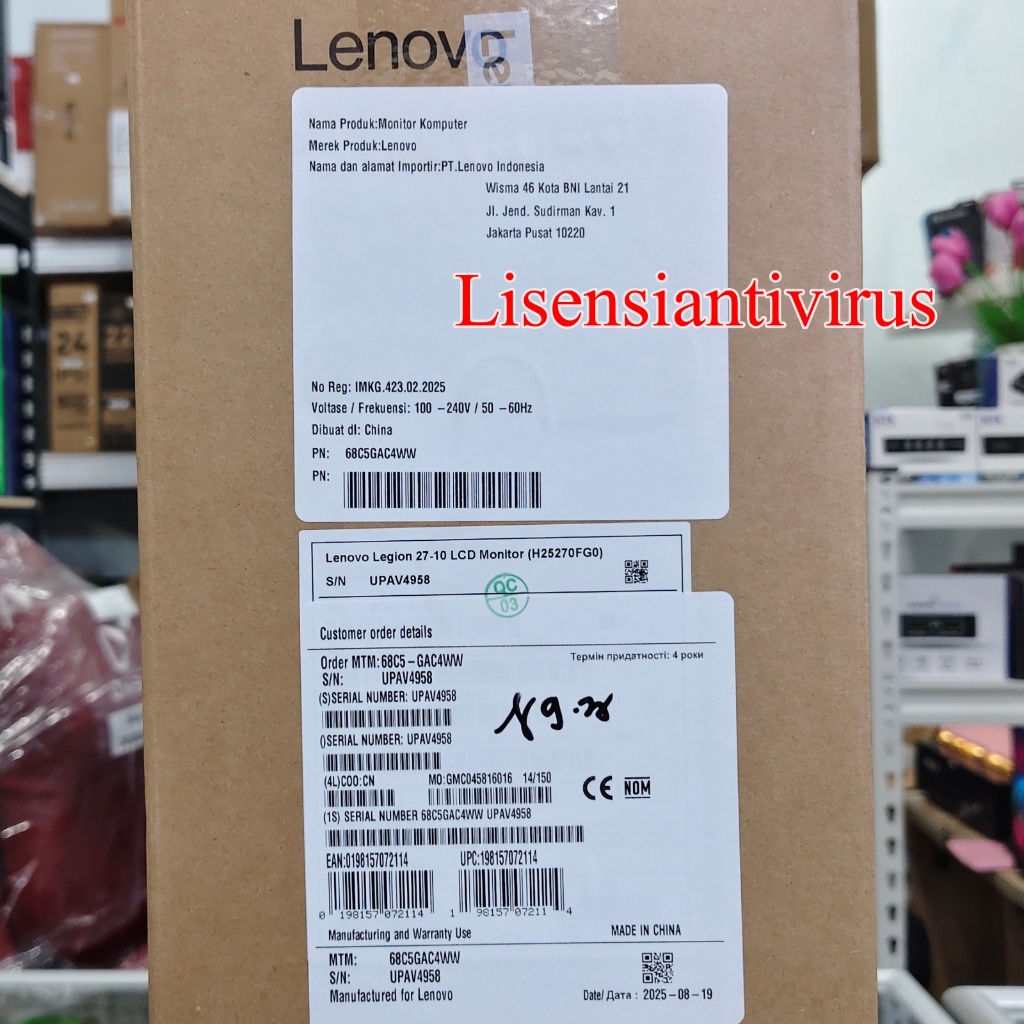 Lenovo
Nama Produk:Monitor Komputer
Merek Produk:Lenovo
Nama dan alamat Importir:PT.Lenovo Indonesia
Wisma 46 Kota BNI Lantai 21
Jl. Jend. Sudirman Kav. 1
Jakarta Pusat 10220
Lisensiantivirus
24
22
No Reg: IMKG.423.02.2025
Voltase / Frekuensi: 100 –240V / 50 –60Hz
Dibuat dI: China
PN: 68C5GAC4WW
PN:
Lenovo Legion 27-10 LCD Monitor (H25270FG0)
S/N UPAV4958
QC
03
Customer order details
Order MTM:68C5–GAC4WW
Термін придатності: 4 роки
S/N: UPAV4958
(S)SERIAL NUMBER: UPAV4958
()SERIAL NUMBER: UPAV4958
(4L)COO:CN MO:GMC045816016 14/150
CE NOM
(1S) SERIAL NUMBER 68C5GAC4WW UPAV4958
EAN:0198157072114 UPC:198157072114
0 198157 072114 1 98157 07211 4
Manufacturing and Warranty Use MADE IN CHINA
MTM: 68C5GAC4WW
S/N: UPAV4958
Manufactured for Lenovo Date/ Дата : 2025–08–19